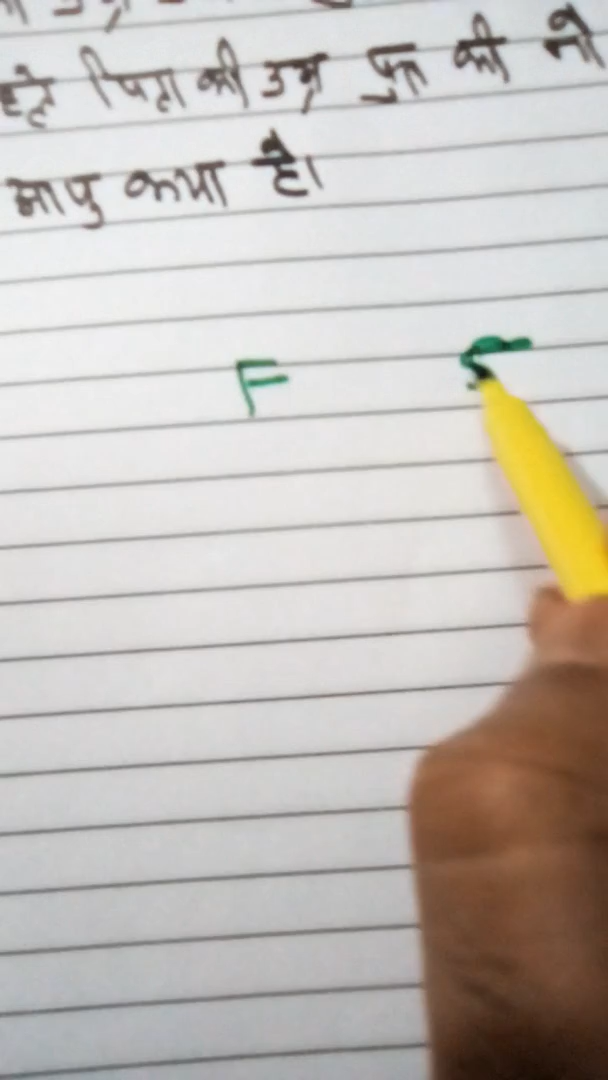 पिता की उम्र पुत्र की नौ
आयु क्या है।
F